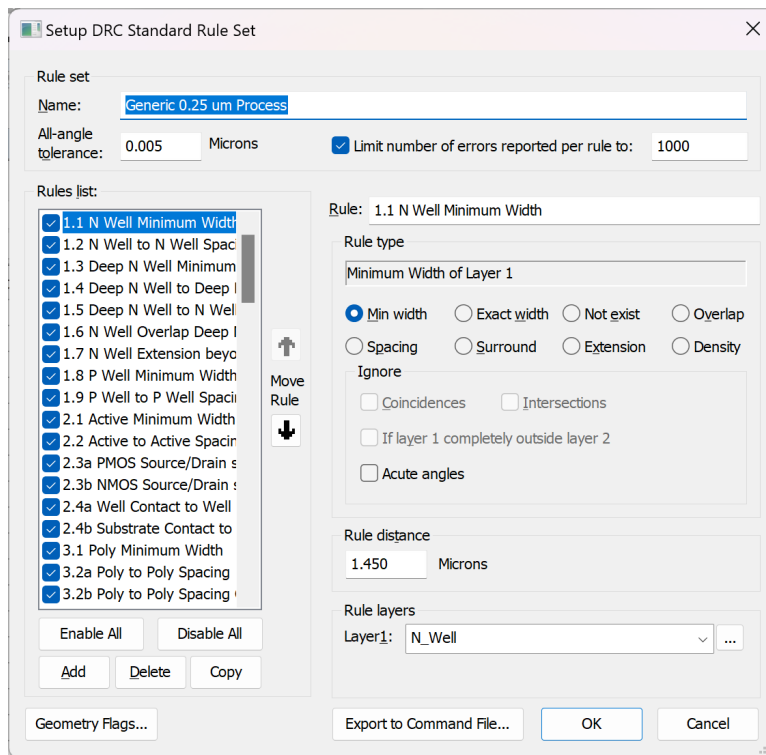 Setup DRC Standard Rule Set
Rule set
Name: Generic 0.25 um Process
All-angle
tolerance: 0.005 Microns
Limit number of errors reported per rule to: 1000
Rules list:
1.1 N Well Minimum Width
1.2 N Well to N Well Spaci
1.3 Deep N Well Minimum
1.4 Deep N Well to Deep
1.5 Deep N Well to N Well
1.6 N Well Overlap Deep
1.7 N Well Extension beyo
1.8 P Well Minimum Width
1.9 P Well to P Well Spacin
2.1 Active Minimum Width
2.2 Active to Active Spacin
2.3a PMOS Source/Drain s
2.3b NMOS Source/Drain s
2.4a Well Contact to Well
2.4b Substrate Contact to
3.1 Poly Minimum Width
3.2a Poly to Poly Spacing
3.2b Poly to Poly Spacing
Move
Rule
Enable All Disable All
Add Delete Copy
Geometry Flags...
Rule: 1.1 N Well Minimum Width
Rule type
Minimum Width of Layer 1
Min width Exact width Not exist Overlap
Spacing Surround Extension Density
Ignore
Coincidences Intersections
If layer 1 completely outside layer 2
Acute angles
Rule distance
1.450 Microns
Rule layers
Layer1: N_Well ...
Export to Command File... OK Cancel